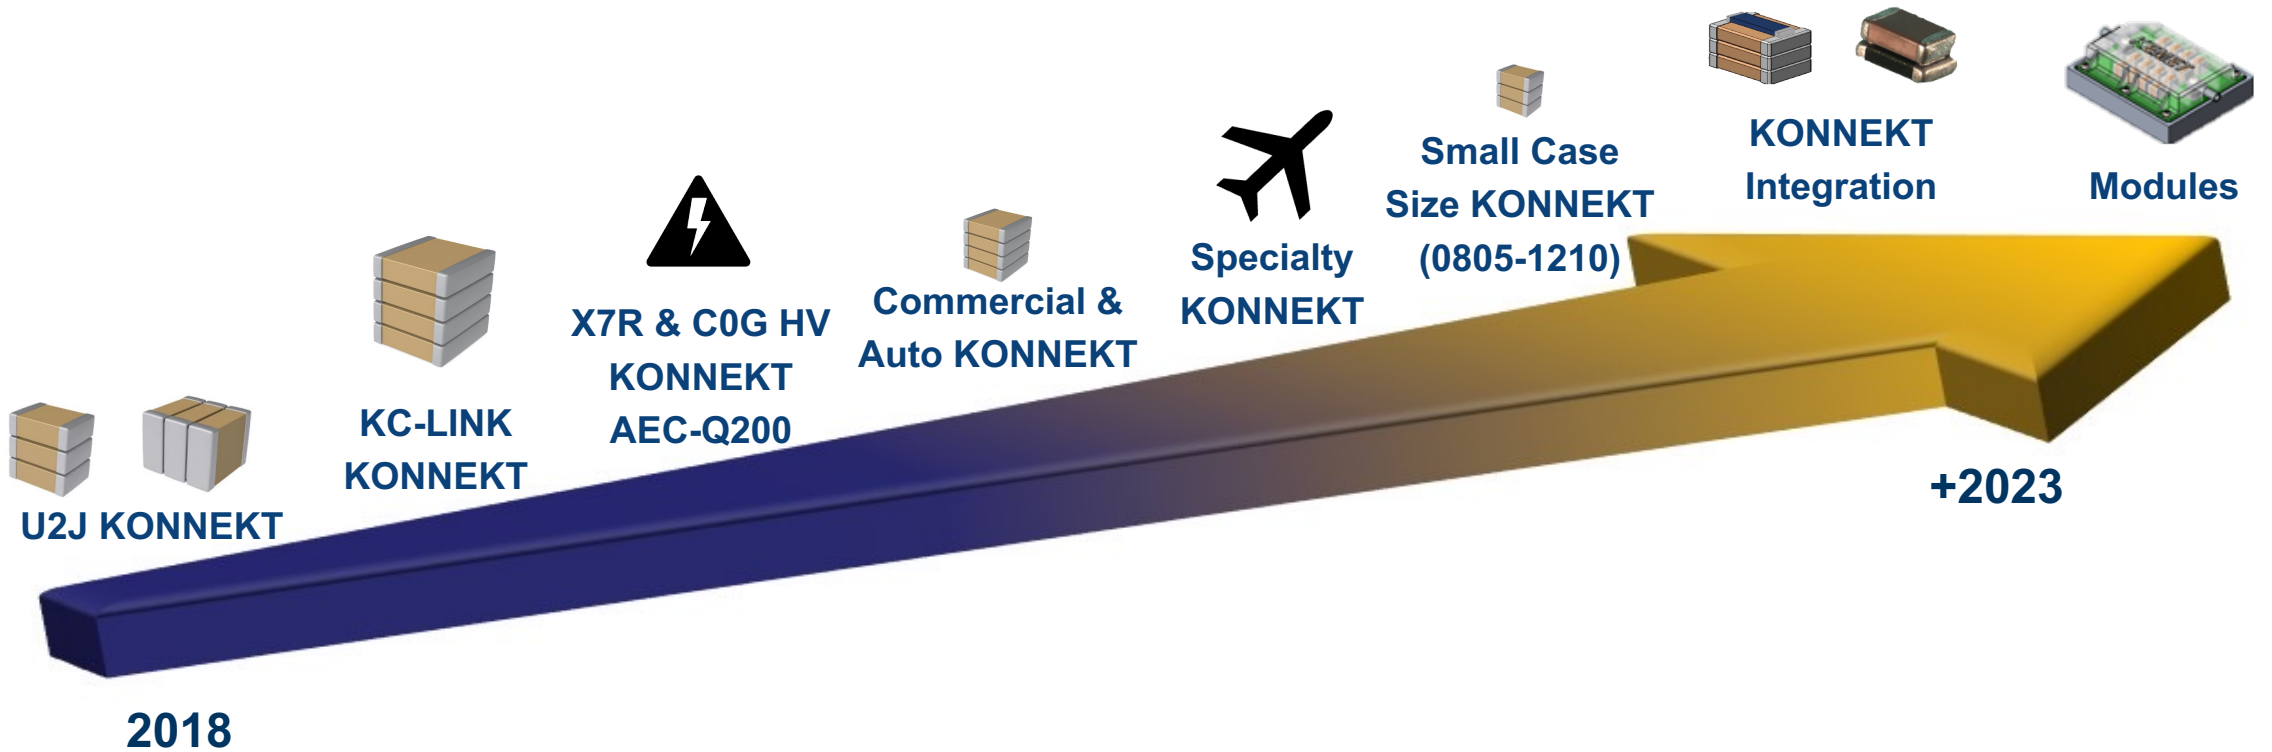 U2J KONNEKT
KC-LINK
KONNEKT
X7R & C0G HV
KONNEKT
AEC-Q200
Commercial &
Auto KONNEKT
Specialty
KONNEKT
Small Case
Size KONNEKT
(0805-1210)
KONNEKT
Integration
KEMET
Modules
2018
+2023